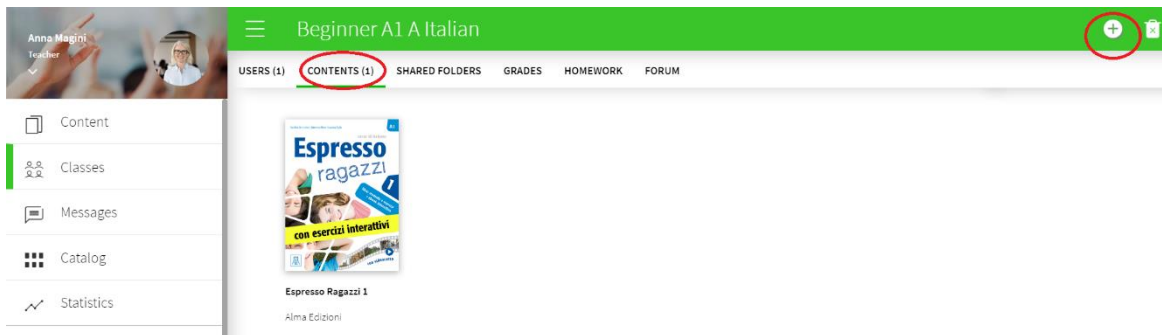 Anna Magini
Teacher
Beginner A1 A Italian
USERS (1) CONTENTS (1) SHARED FOLDERS GRADES HOMEWORK FORUM
Content
Classes
Messages
Catalog
Statistics
Espresso
ragazzi
1
con esercizi interattivi
Espresso Ragazzi 1
Alma Edizioni